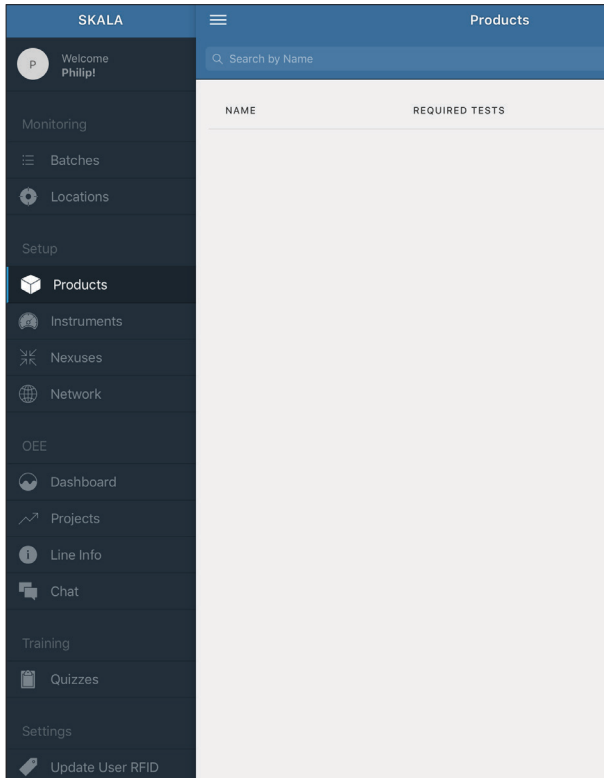 SKALA
P
Welcome
Philip!
Monitoring
Batches
Locations
Setup
Products
Instruments
Nexuses
Network
OEE
Dashboard
Projects
Line Info
Chat
Training
Quizzes
Settings
Update User RFID
Products
Search by Name
NAME REQUIRED TESTS